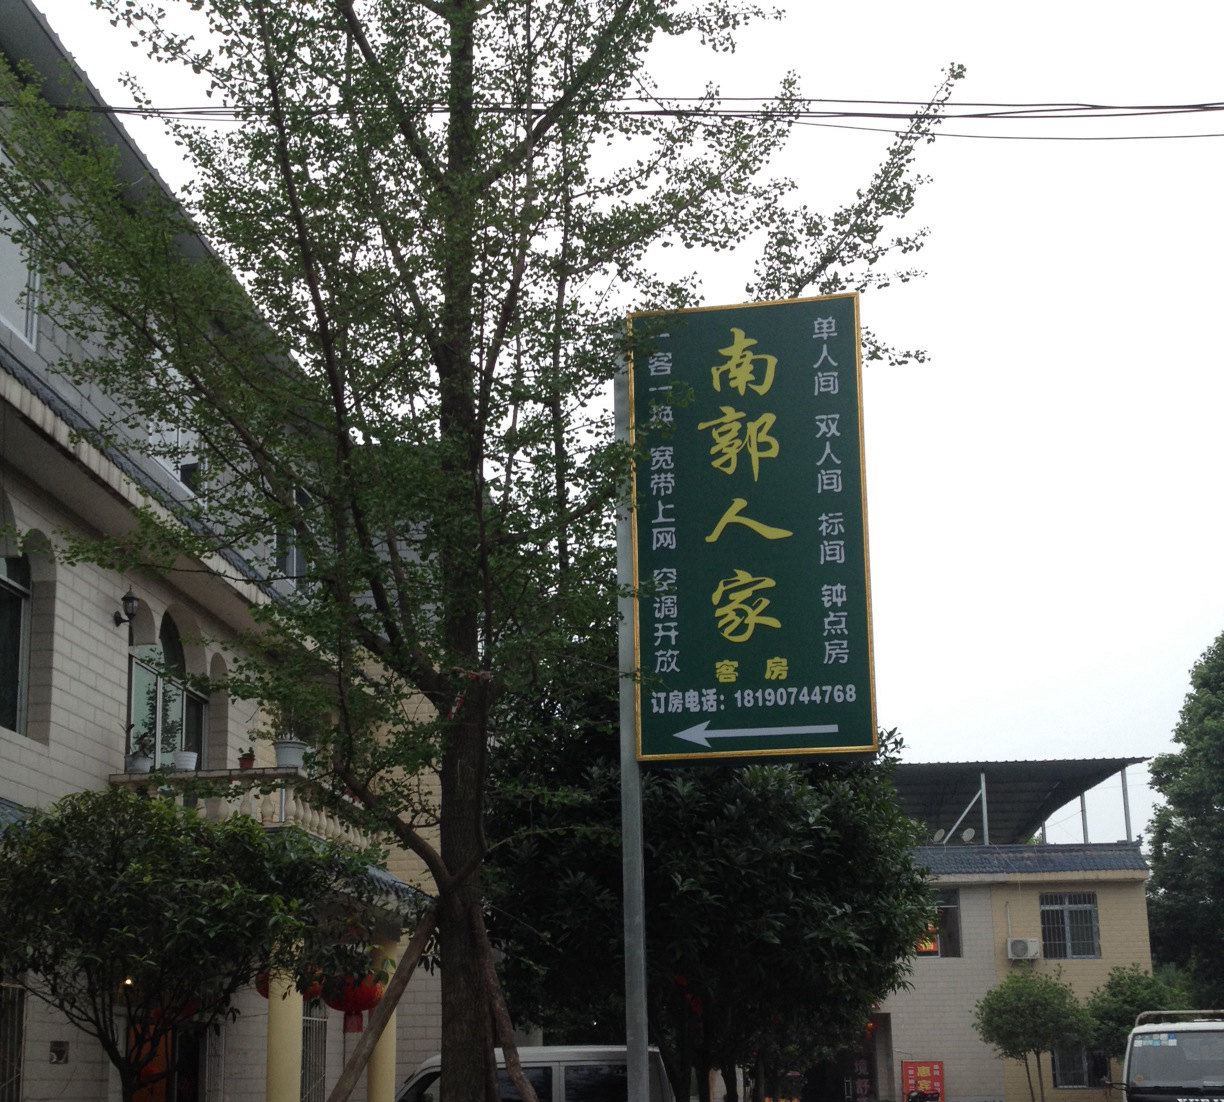 单人间 双人间 标间 钟点房
南郭人家
客房
一客一换 宽带上网 空调开放
订房电话：18190744768